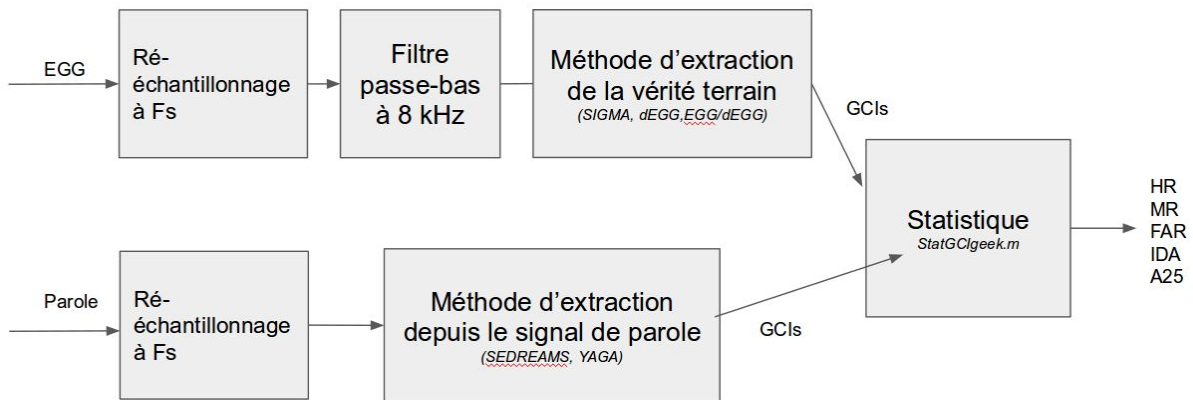 EGG
Ré-
échantillonnage
à Fs
Filtre
passe-bas
à 8 kHz
Méthode d'extraction
de la vérité terrain
(SIGMA, dEGG,EGG/dEGG)
GCIs
Statistique
StatGCIgeek.m
HR
MR
FAR
IDA
A25
Parole
Ré-
échantillonnage
à Fs
Méthode d'extraction
depuis le signal de parole
(SEDREAMS, YAGA)
GCIs